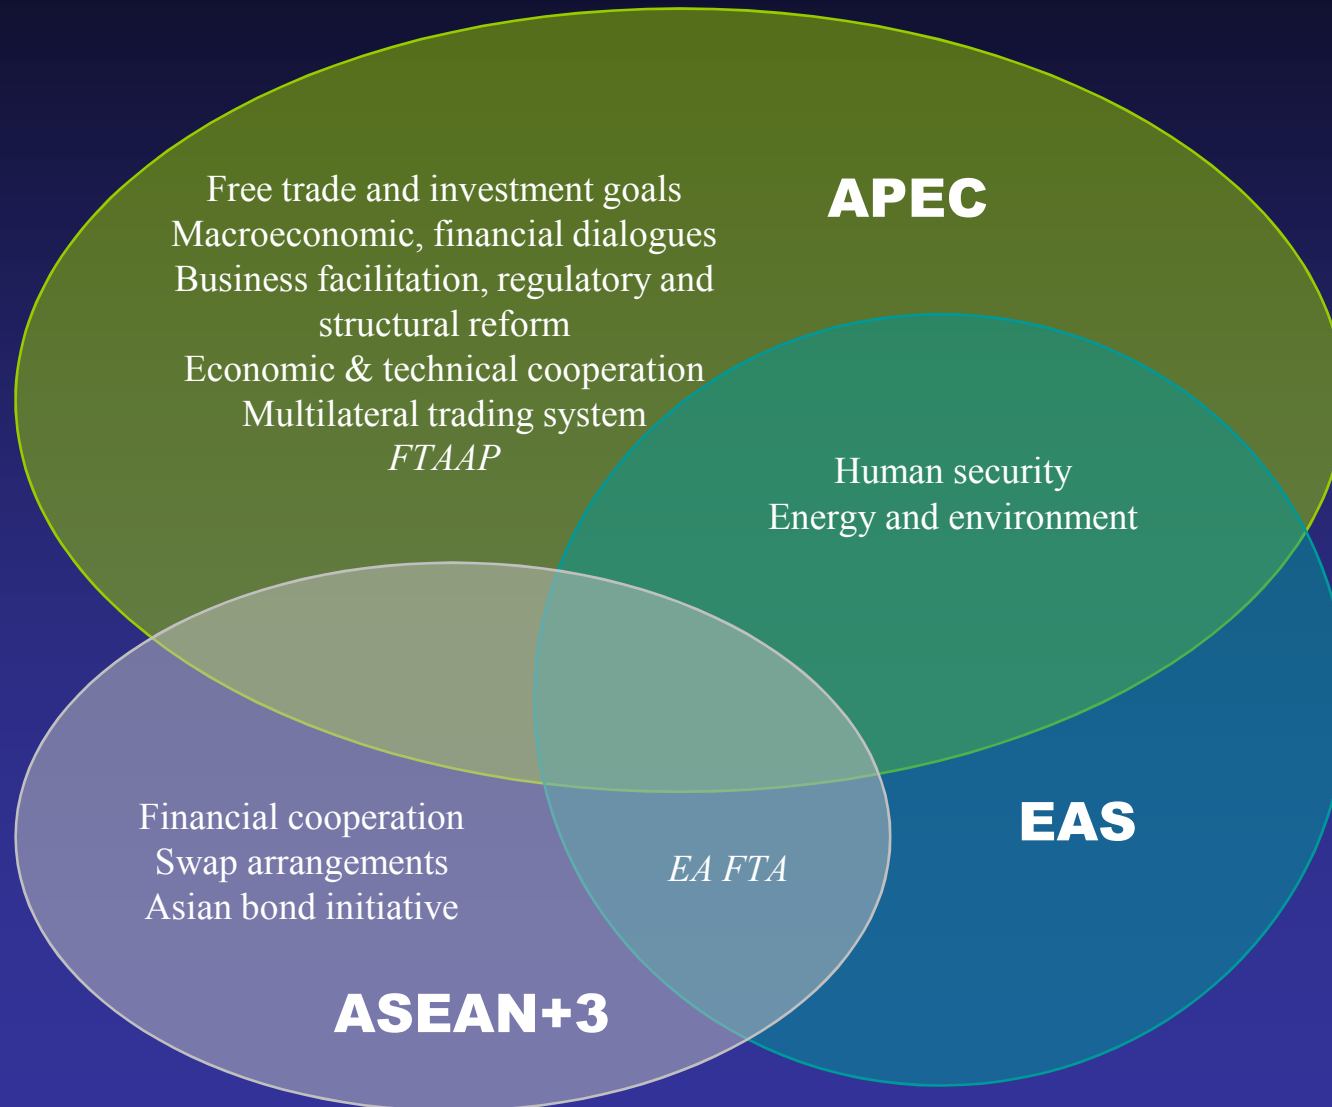 Free trade and investment goals
Macroeconomic, financial dialogues
Business facilitation, regulatory and
structural reform
Economic & technical cooperation
Multilateral trading system
FTAAP
APEC
Human security
Energy and environment
Financial cooperation
Swap arrangements
Asian bond initiative
EA FTA
EAS
ASEAN+3